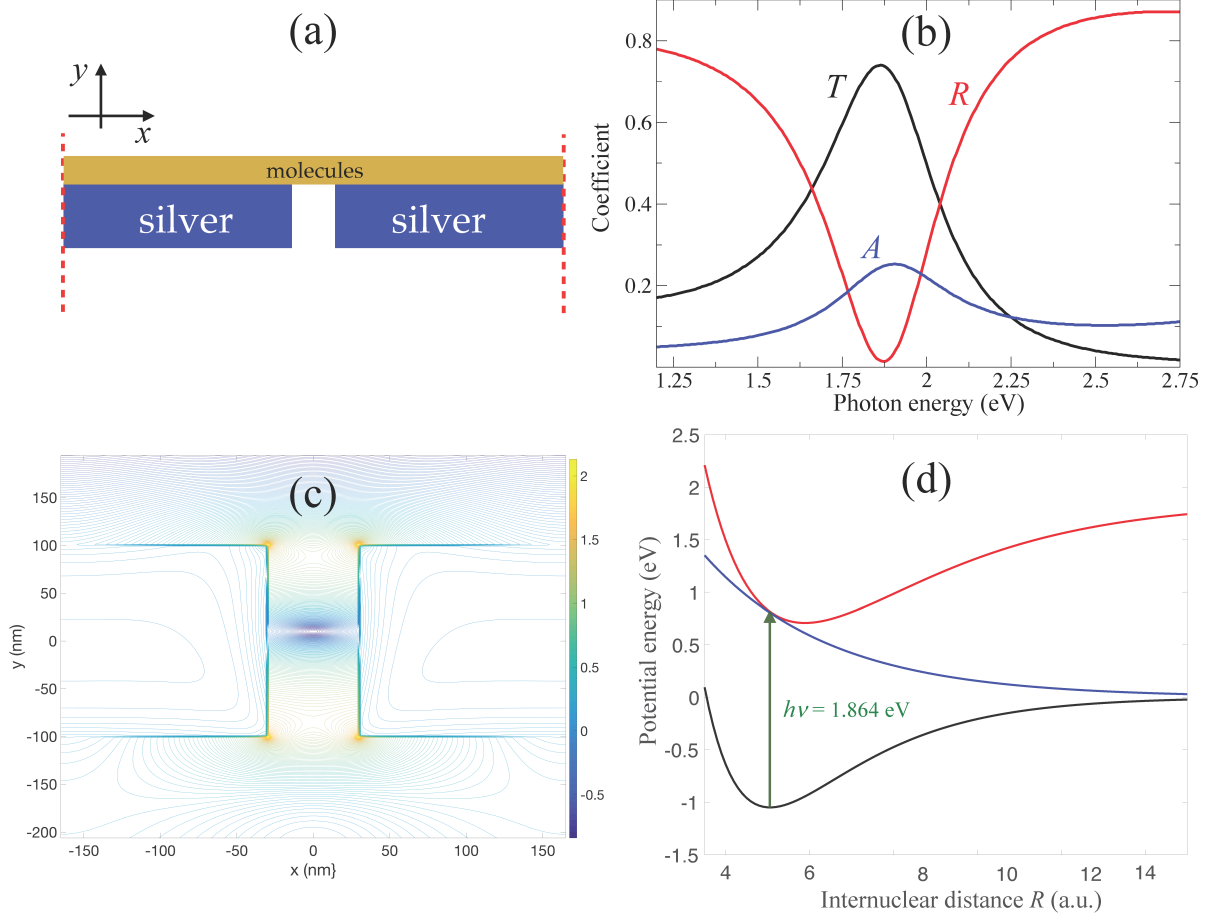 (a)
y
x
molecules
silver silver
(b)
T
R
A
Coefficient
0.8
0.6
0.4
0.2
1.25 1.5 1.75 2 2.25 2.5 2.75
Photon energy (eV)
(c)
y (nm)
150
100
50
0
-50
-100
-150
-200
-150 -100 -50 0 50 100 150
x (nm}
2
1.5
1
0.5
0
-0.5
(d)
Potential energy (eV)
2.5
2
1.5
1
0.5
0
-0.5
-1
-1.5
hν = 1.864 eV
4 6 8 10 12 14
Internuclear distance R (a.u.)